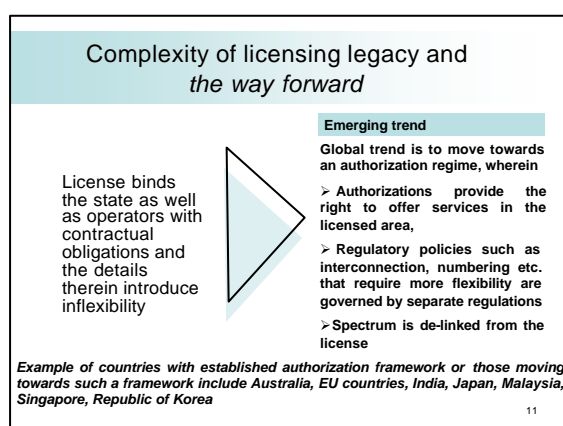 Complexity of licensing legacy and
the way forward
License binds
the state as well
as operators with
contractual
obligations and
the details
therein introduce
inflexibility
Emerging trend
Global trend is to move towards
an authorization regime, wherein
➢ Authorizations provide the
right to offer services in the
licensed area,
➢ Regulatory policies such as
interconnection, numbering etc.
that require more flexibility are
governed by separate regulations
➢Spectrum is de-linked from the
license
Example of countries with established authorization framework or those moving
towards such a framework include Australia, EU countries, India, Japan, Malaysia,
Singapore, Republic of Korea
11